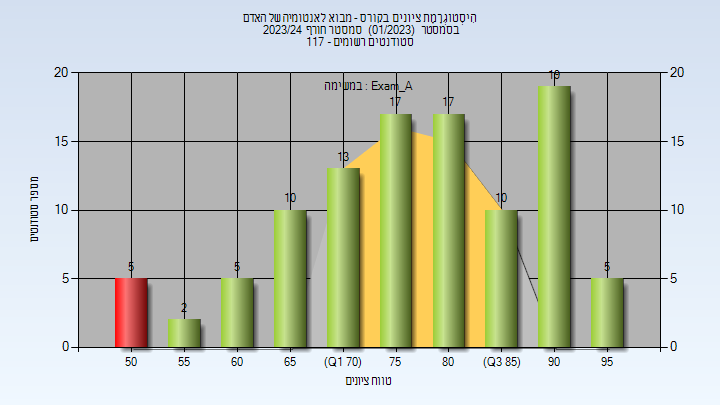 היסטוגרמת ציונים בקורס - מבוא לאנטומיה של האדם
בסמסטר (01/2023) סמסטר חורף 2023/24
סטודנטים רשומים - 117
במשימה : Exam_A
20 20
15 15
10 10
5 5
0 0
5 2 5 10 13 17 17 10 19 5
50 55 60 65 (Q1 70) 75 80 (Q3 85) 90 95
מספר סטודנטים
טווח ציונים